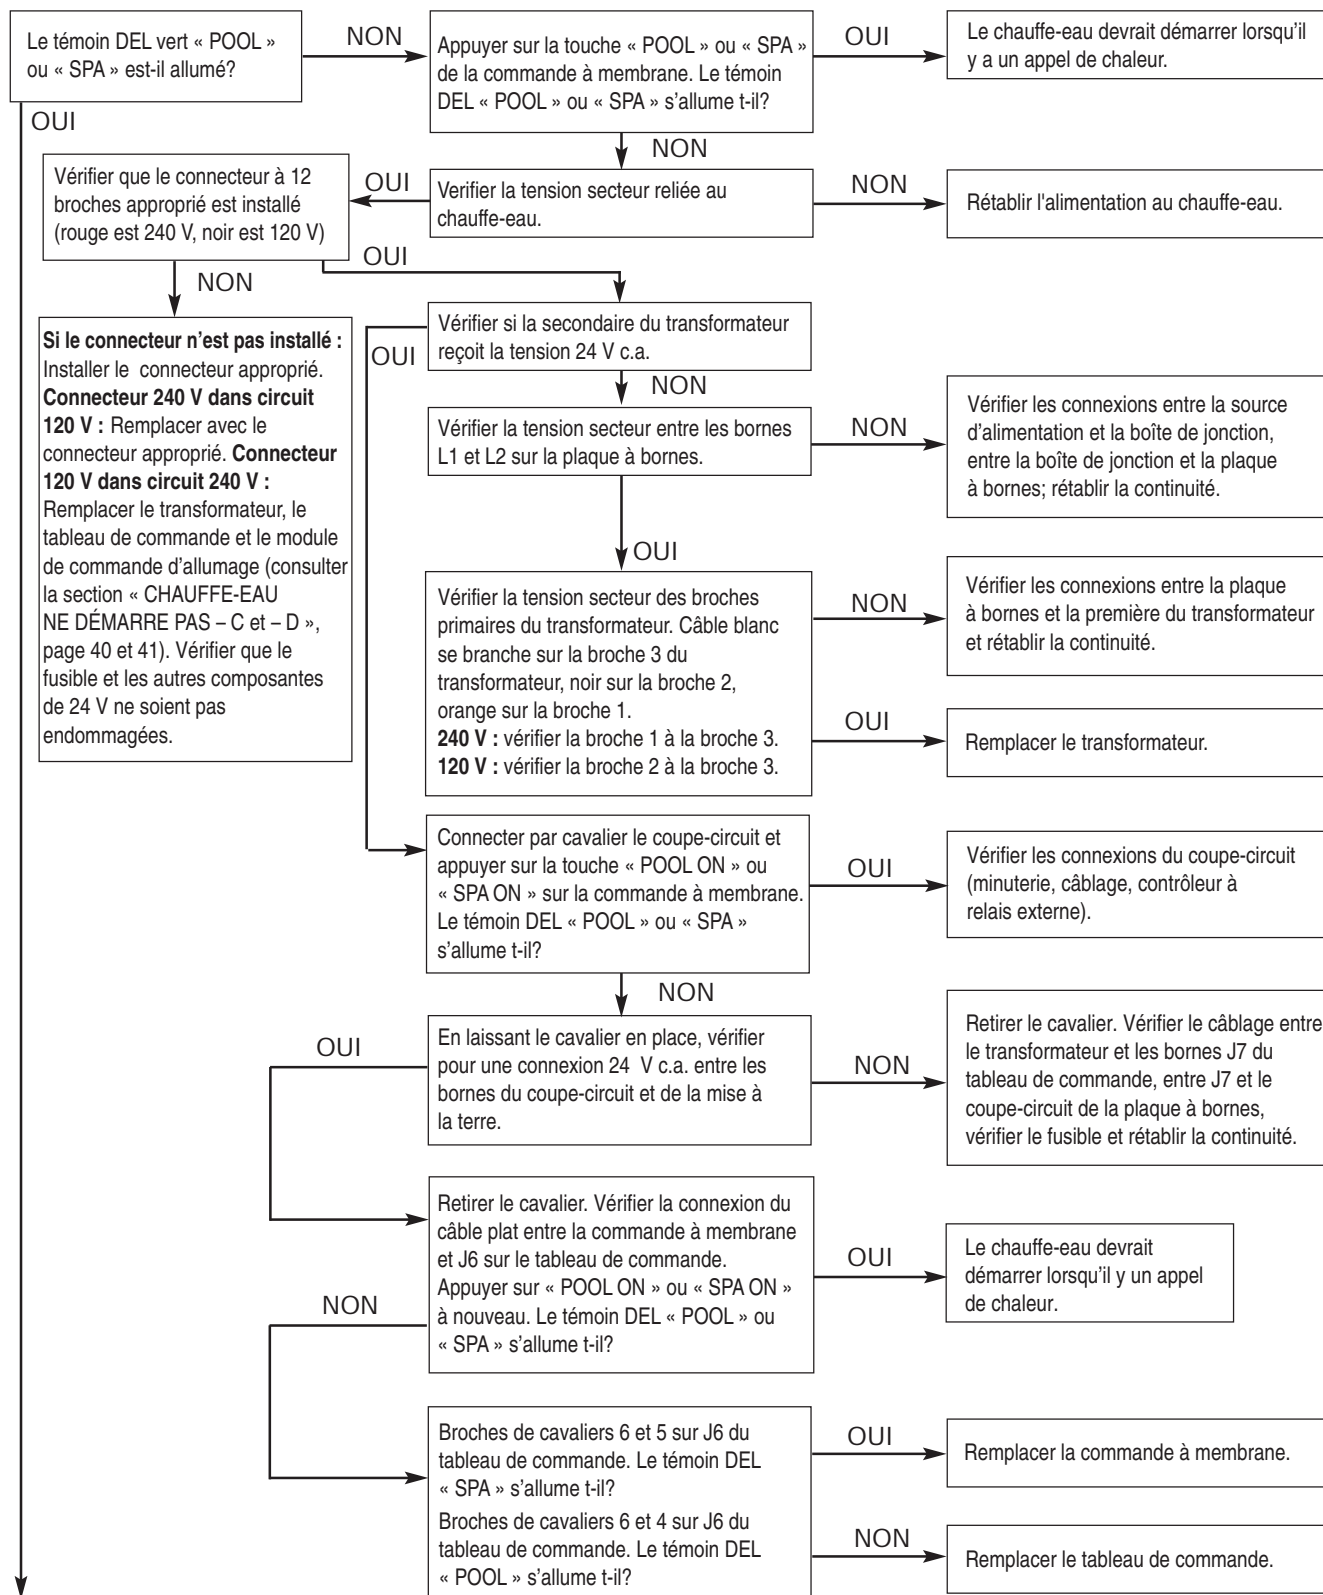 Le témoin DEL vert « POOL »
ou « SPA » est-il allumé?
NON
Appuyer sur la touche « POOL » ou « SPA »
de la commande à membrane. Le témoin
DEL « POOL » ou « SPA » s'allume t-il?
OUI
Le chauffe-eau devrait démarrer lorsqu'il
y a un appel de chaleur.
OUI
NON
Vérifier que le connecteur à 12
broches approprié est installé
(rouge est 240 V, noir est 120 V)
OUI
Verifier la tension secteur reliée au
chauffe-eau.
NON
Rétablir l'alimentation au chauffe-eau.
NON
OUI
Si le connecteur n'est pas installé :
Installer le connecteur approprié.
Connecteur 240 V dans circuit
120 V : Remplacer avec le
connecteur approprié. Connecteur
120 V dans circuit 240 V :
Remplacer le transformateur, le
tableau de commande et le module
de commande d'allumage (consulter
la section « CHAUFFE-EAU
NE DÉMARRE PAS – C et – D »,
page 40 et 41). Vérifier que le
fusible et les autres composantes
de 24 V ne soient pas
endommagées.
Vérifier si la secondaire du transformateur
reçoit la tension 24 V c.a.
OUI
NON
Vérifier la tension secteur entre les bornes
L1 et L2 sur la plaque à bornes.
NON
Vérifier les connexions entre la source
d'alimentation et la boîte de jonction,
entre la boîte de jonction et la plaque
à bornes; rétablir la continuité.
OUI
Vérifier la tension secteur des broches
primaires du transformateur. Câble blanc
se branche sur la broche 3 du
transformateur, noir sur la broche 2,
orange sur la broche 1.
240 V : vérifier la broche 1 à la broche 3.
120 V : vérifier la broche 2 à la broche 3.
NON
Vérifier les connexions entre la plaque
à bornes et la première du transformateur
et rétablir la continuité.
OUI
Remplacer le transformateur.
Connecter par cavalier le coupe-circuit et
appuyer sur la touche « POOL ON » ou
« SPA ON » sur la commande à membrane.
Le témoin DEL « POOL » ou « SPA »
s'allume t-il?
OUI
Vérifier les connexions du coupe-circuit
(minuterie, câblage, contrôleur à
relais externe).
NON
En laissant le cavalier en place, vérifier
pour une connexion 24 V c.a. entre les
bornes du coupe-circuit et de la mise à
la terre.
OUI
NON
Retirer le cavalier. Vérifier le câblage entre
le transformateur et les bornes J7 du
tableau de commande, entre J7 et le
coupe-circuit de la plaque à bornes,
vérifier le fusible et rétablir la continuité.
Retirer le cavalier. Vérifier la connexion du
câble plat entre la commande à membrane
et J6 sur le tableau de commande.
Appuyer sur « POOL ON » ou « SPA ON »
à nouveau. Le témoin DEL « POOL » ou
« SPA » s'allume t-il?
OUI
Le chauffe-eau devrait
démarrer lorsqu'il y un appel
de chaleur.
NON
Broches de cavaliers 6 et 5 sur J6 du
tableau de commande. Le témoin DEL
« SPA » s'allume t-il?
Broches de cavaliers 6 et 4 sur J6 du
tableau de commande. Le témoin DEL
« POOL » s'allume t-il?
OUI
Remplacer la commande à membrane.
NON
Remplacer le tableau de commande.